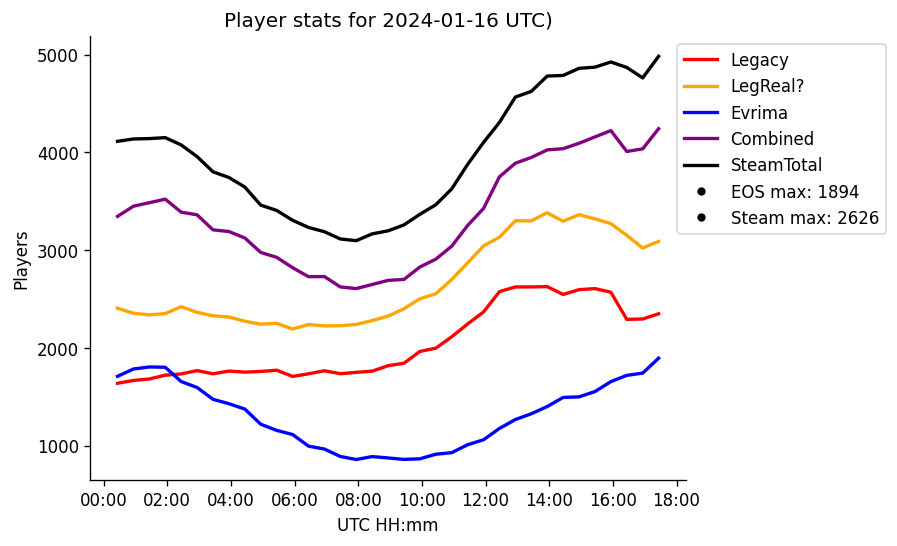 Player stats for 2024-01-16 UTC)
Players
5000
4000
3000
2000
1000
00:00 02:00 04:00 06:00 08:00 10:00 12:00 14:00 16:00 18:00
UTC HH:mm
Legacy
LegReal?
Evrima
Combined
SteamTotal
EOS max: 1894
Steam max: 2626